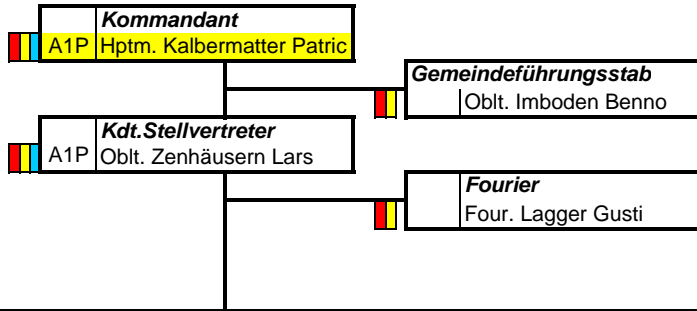 Kommandant
A1P Hptm. Kalbermatter Patric
Gemeindeführungsstab
Oblt. Imboden Benno
Kdt.Stellvertreter
A1P Oblt. Zenhäusern Lars
Fourier
Four. Lagger Gusti